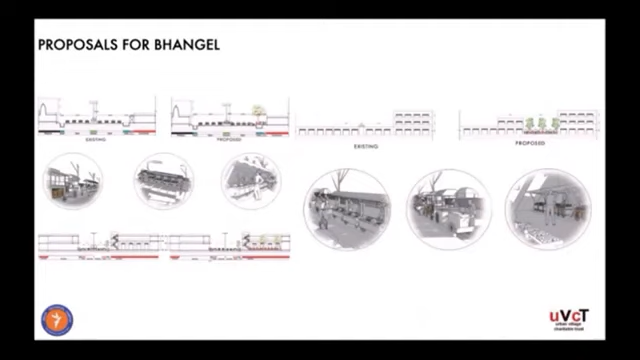 PROPOSALS FOR BHANGEL
EXISTING
PROPOSED
EXISTING
PROPOSED
uVcT
urban village
charitable trust